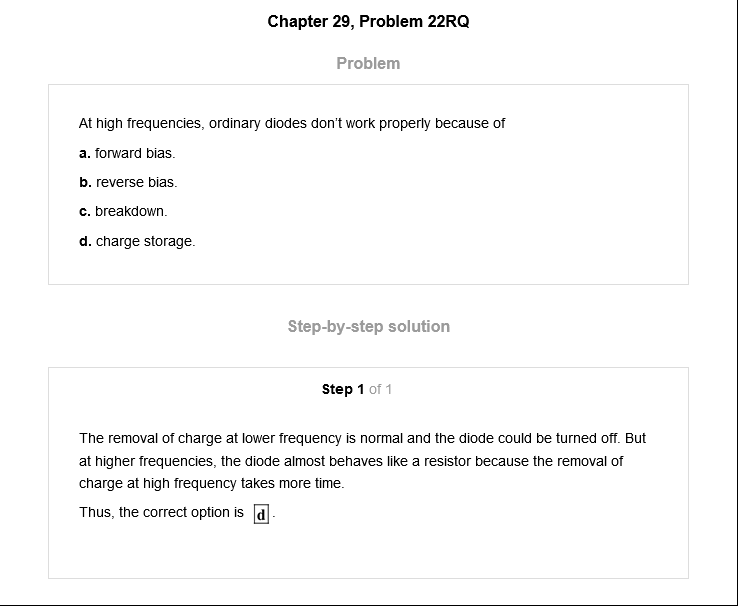 Chapter 29, Problem 22RQ
Problem
At high frequencies, ordinary diodes don't work properly because of
a. forward bias.
b. reverse bias.
c. breakdown.
d. charge storage.
Step-by-step solution
Step 1 of 1
The removal of charge at lower frequency is normal and the diode could be turned off. But
at higher frequencies, the diode almost behaves like a resistor because the removal of
charge at high frequency takes more time.
Thus, the correct option is d.